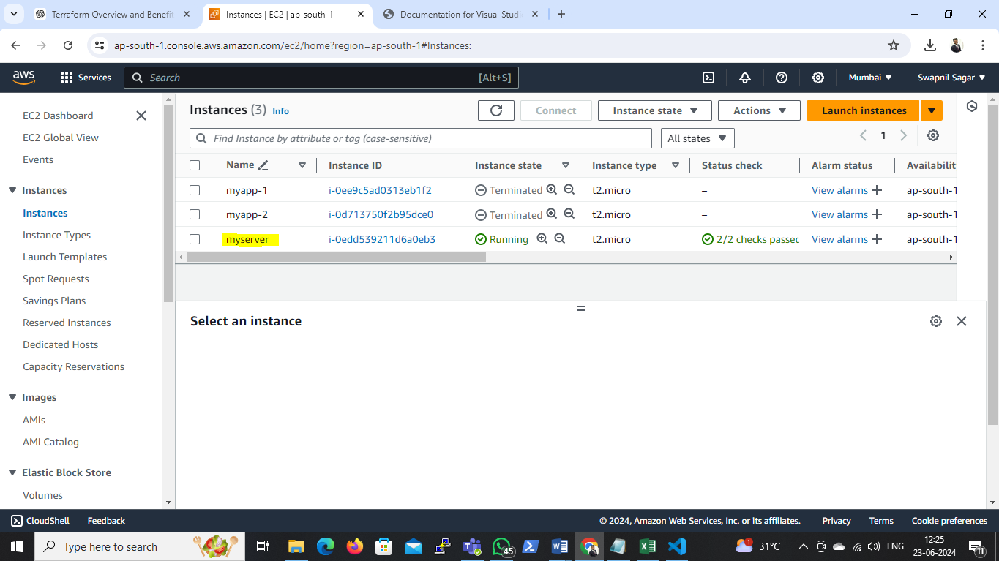 Terraform Overview and Benefit
Instances | EC2 | ap-south-1
Documentation for Visual Studi
ap-south-1.console.aws.amazon.com/ec2/home?region=ap-south-1#Instances:
aws Services Search [Alt+S] Mumbai ▼ Swapnil Sagar ▼
EC2 Dashboard
EC2 Global View
Events
Instances
Instances
Instance Types
Launch Templates
Spot Requests
Savings Plans
Reserved Instances
Dedicated Hosts
Capacity Reservations
Images
AMIs
AMI Catalog
Elastic Block Store
Volumes
Instances (3) Info
Connect Instance state ▼ Actions ▼ Launch instances ▼
Find Instance by attribute or tag (case-sensitive) All states ▼ 1
Name Instance ID Instance state Instance type Status check Alarm status Availability
myapp-1 i-0ee9c5ad0313eb1f2 Terminated t2.micro – View alarms + ap-south-1
myapp-2 i-0d713750f2b95dce0 Terminated t2.micro – View alarms + ap-south-1
myserver i-0edd539211d6a0eb3 Running t2.micro 2/2 checks passed View alarms + ap-south-1
Select an instance
CloudShell Feedback © 2024, Amazon Web Services, Inc. or its affiliates. Privacy Terms Cookie preferences
Type here to search 45 1 31°C ENG 12:25
23-06-2024 11